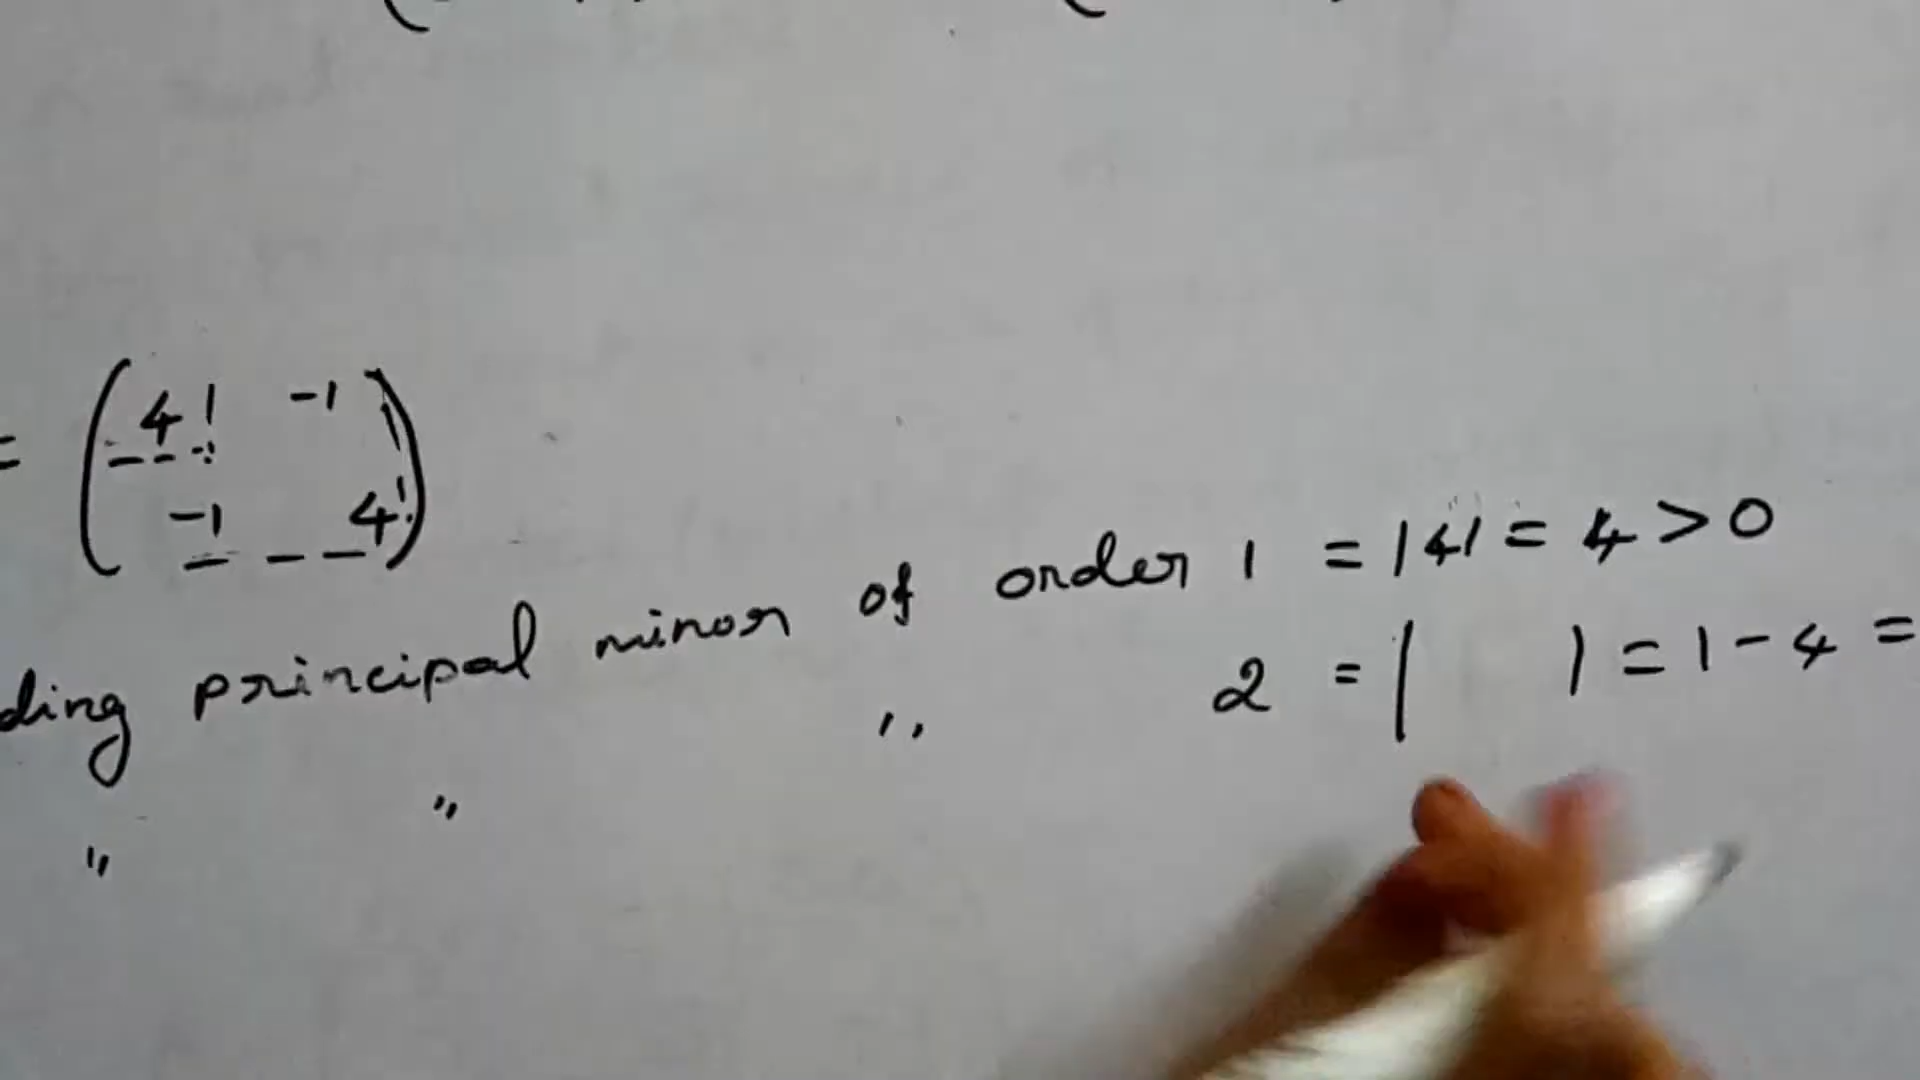 = ( 4 -1
-1 4 )
ding principal minor of order 1 = |4| = 4 > 0
" " " 2 = | | = 1 - 4 =